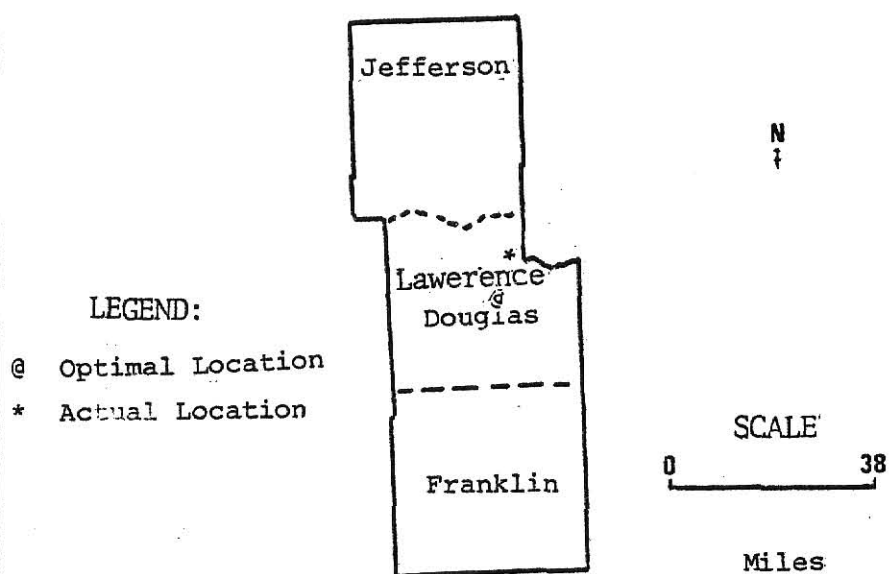 Jefferson
N
*
Lawerence
@
Douglas
LEGEND:
@ Optimal Location
* Actual Location
SCALE
0 38
Franklin
Miles